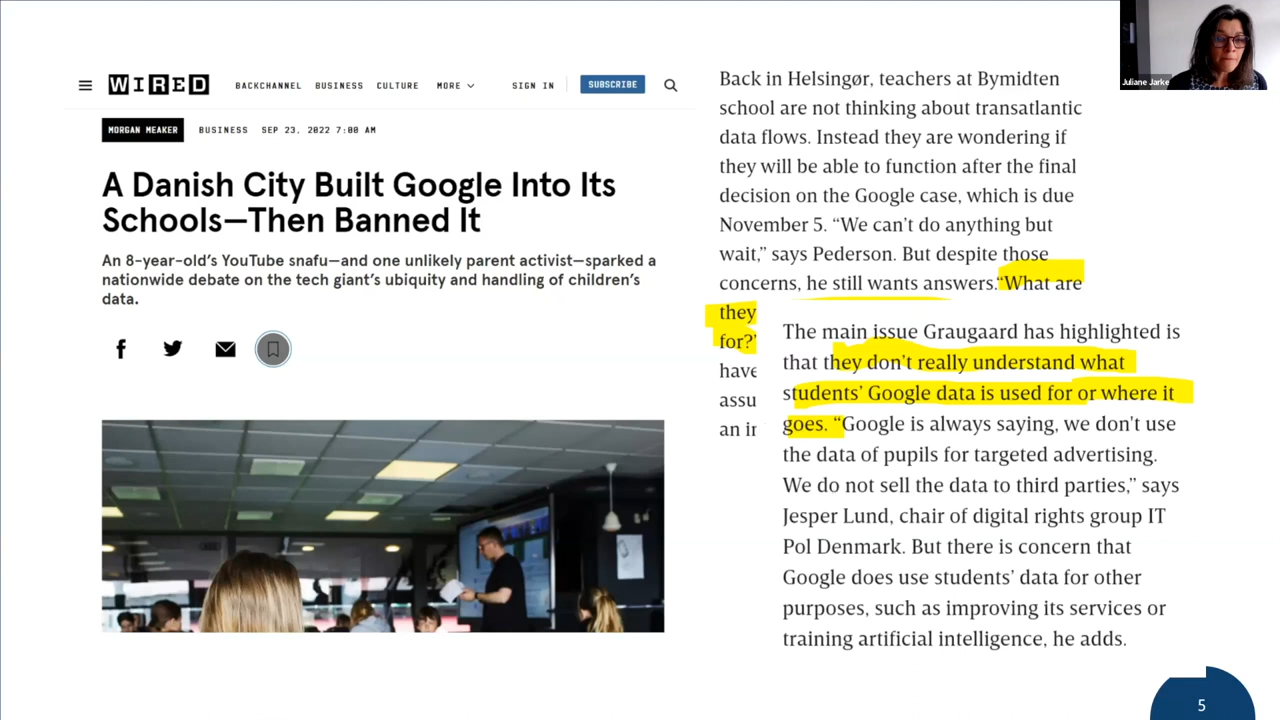 WIRED
BACKCHANNEL BUSINESS CULTURE MORE SIGN IN SUBSCRIBE
MORGAN MEAKER BUSINESS SEP 23, 2022 7:00 AM
A Danish City Built Google Into Its
Schools—Then Banned It
An 8-year-old’s YouTube snafu—and one unlikely parent activist—sparked a
nationwide debate on the tech giant’s ubiquity and handling of children’s
data.
Back in Helsingør, teachers at Bymidten
school are not thinking about transatlantic
data flows. Instead they are wondering if
they will be able to function after the final
decision on the Google case, which is due
November 5. “We can’t do anything but
wait,” says Pederson. But despite those
concerns, he still wants answers.“What are
they
for?”
have
assu
an in
The main issue Graugaard has highlighted is
that they don’t really understand what
students’ Google data is used for or where it
goes. “Google is always saying, we don't use
the data of pupils for targeted advertising.
We do not sell the data to third parties,” says
Jesper Lund, chair of digital rights group IT
Pol Denmark. But there is concern that
Google does use students’ data for other
purposes, such as improving its services or
training artificial intelligence, he adds.
Juliane Jarke
5